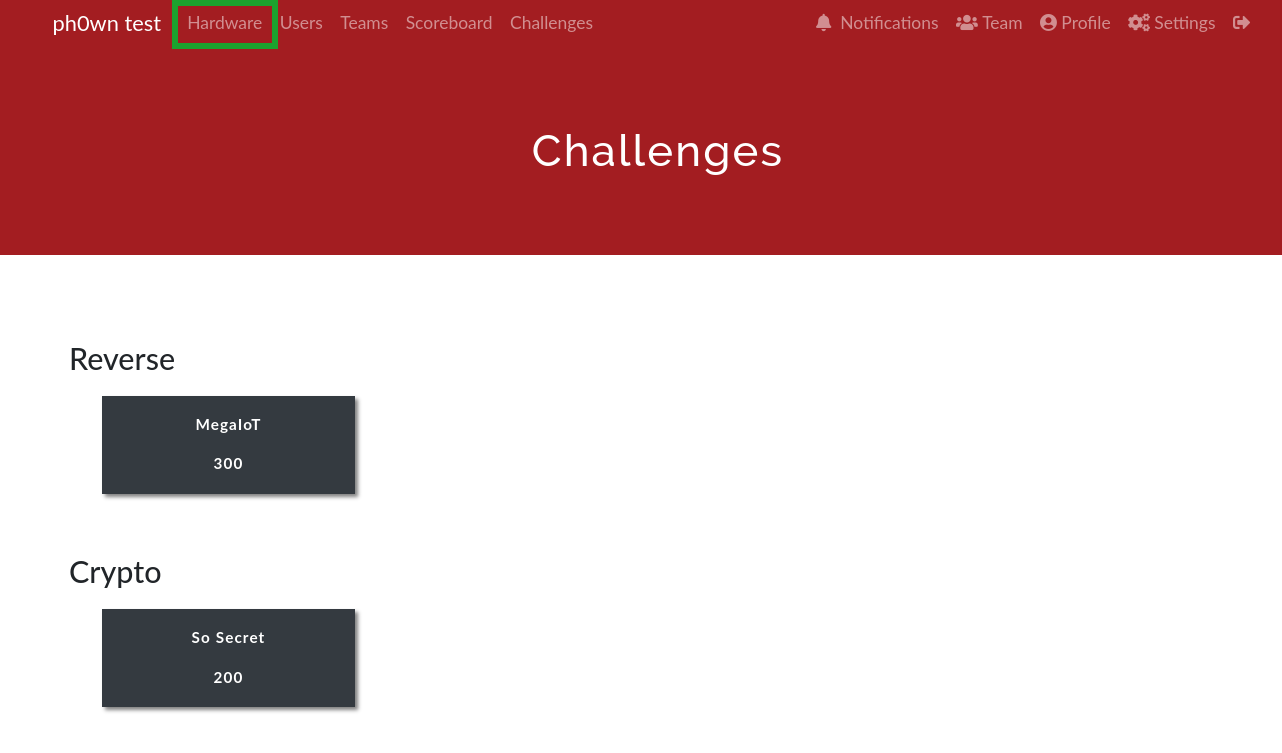 ph0wn test Hardware Users Teams Scoreboard Challenges Notifications Team Profile Settings
Challenges
Reverse
MegaIoT
300
Crypto
So Secret
200